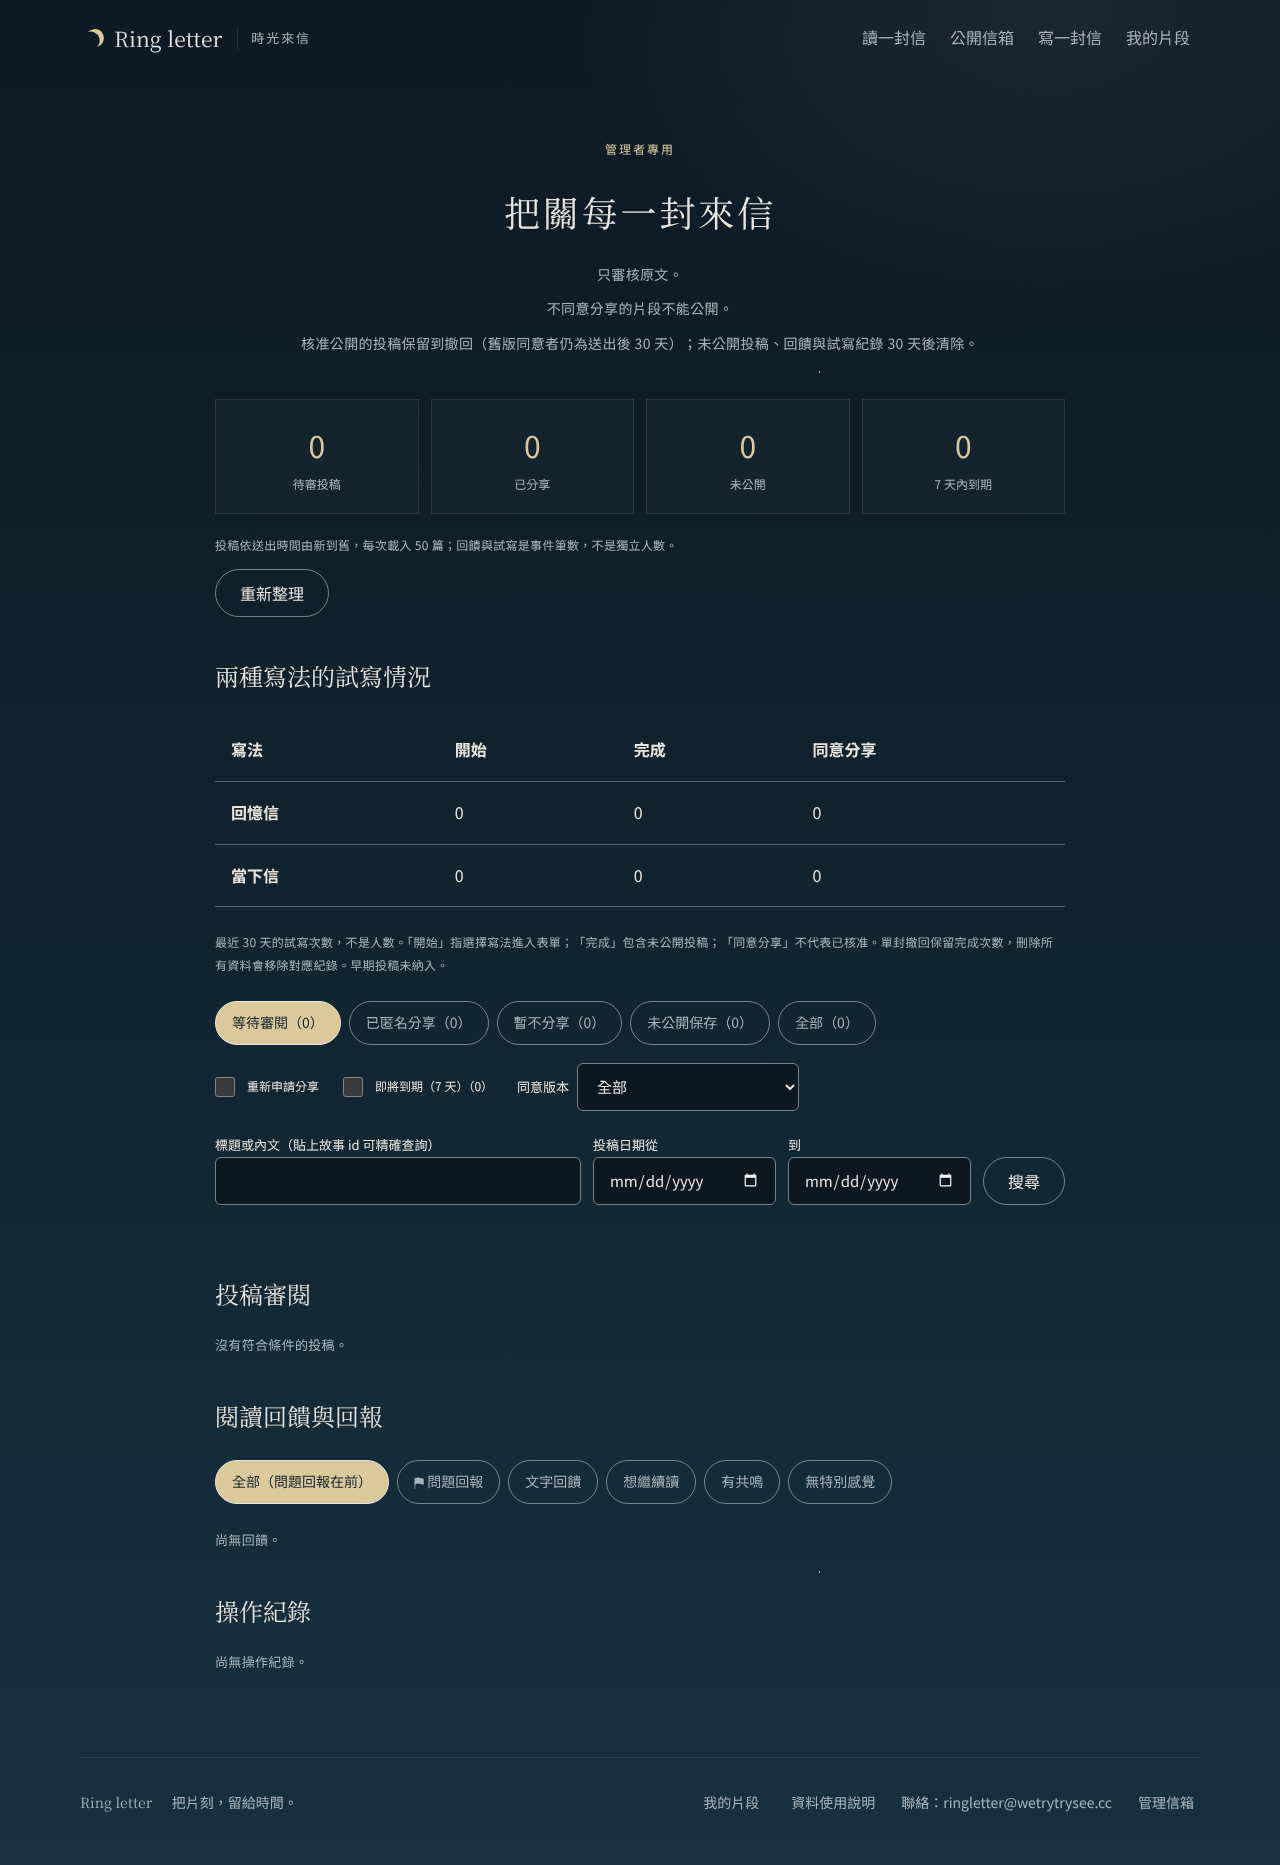 Ring letter
時光來信
讀一封信
公開信箱
寫一封信
我的片段
管理者專用
把關每一封來信
只審核原文。
不同意分享的片段不能公開。
核准公開的投稿保留到撤回（舊版同意者仍為送出後 30 天）；未公開投稿、回饋與試寫紀錄 30 天後清除。
0
待審投稿
0
已分享
0
未公開
0
7 天內到期
投稿依送出時間由新到舊，每次載入 50 篇；回饋與試寫是事件筆數，不是獨立人數。
重新整理
兩種寫法的試寫情況
寫法 開始 完成 同意分享
回憶信 0 0 0
當下信 0 0 0
最近 30 天的試寫次數，不是人數。「開始」指選擇寫法進入表單；「完成」包含未公開投稿；「同意分享」不代表已核准。單封撤回保留完成次數，刪除所
有資料會移除對應紀錄。早期投稿未納入。
等待審閱（0）
已匿名分享（0）
暫不分享（0）
未公開保存（0）
全部（0）
重新申請分享
即將到期（7 天）（0）
同意版本
全部
標題或內文（貼上故事 id 可精確查詢）
投稿日期從
到
mm/dd/yyyy
mm/dd/yyyy
搜尋
投稿審閱
沒有符合條件的投稿。
閱讀回饋與回報
全部（問題回報在前）
問題回報
文字回饋
想繼續讀
有共鳴
無特別感覺
尚無回饋。
操作紀錄
尚無操作紀錄。
Ring letter
把片刻，留給時間。
我的片段
資料使用說明
聯絡：ringletter@wetrytrysee.cc
管理信箱